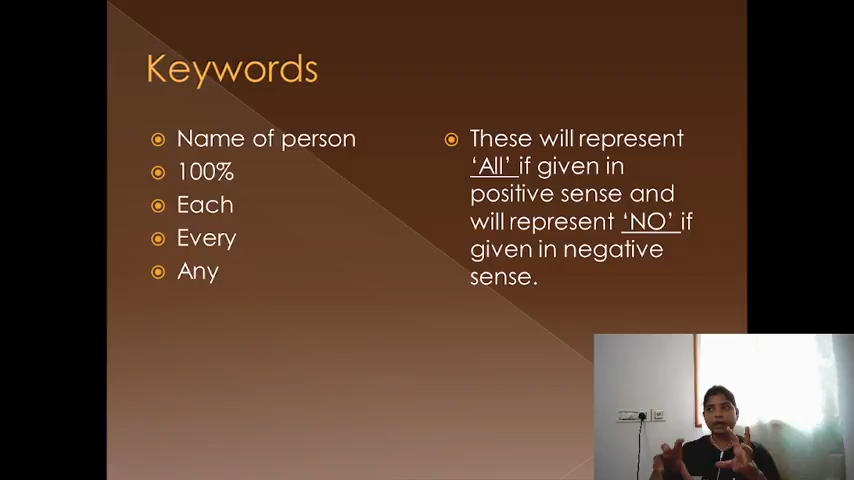 Keywords
Name of person
100%
Each
Every
Any
These will represent
‘All’ if given in
positive sense and
will represent ‘NO’ if
given in negative
sense.